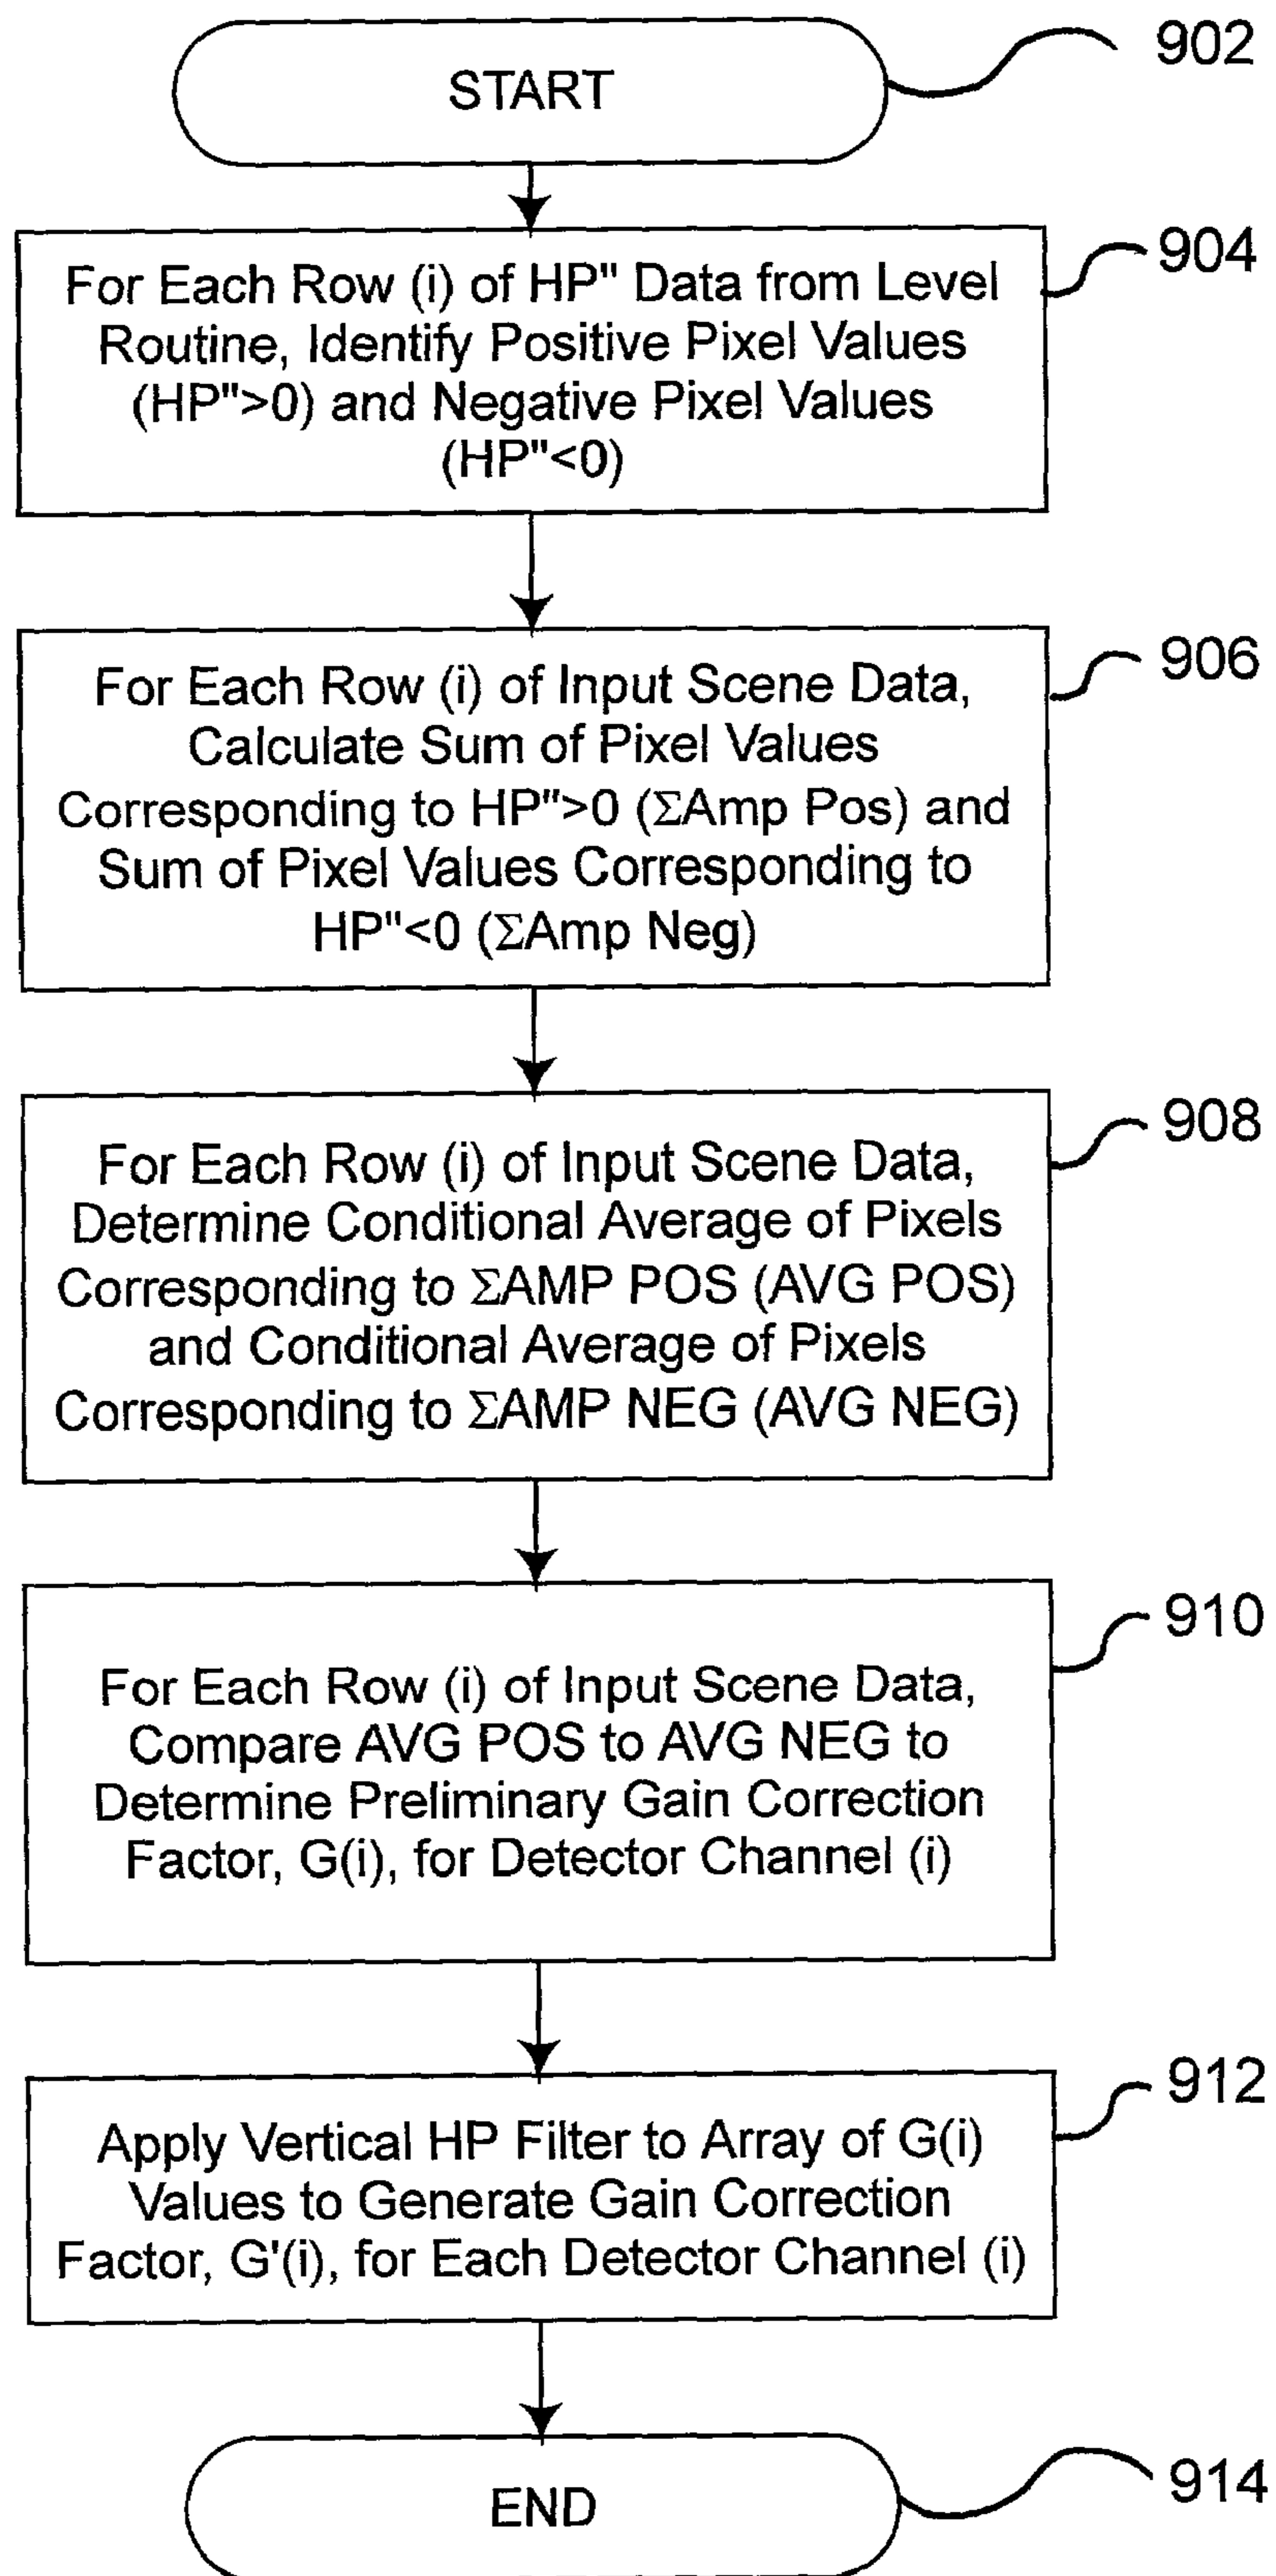 START
902
For Each Row (i) of HP" Data from Level
Routine, Identify Positive Pixel Values
(HP">0) and Negative Pixel Values
(HP"<0)
904
For Each Row (i) of Input Scene Data,
Calculate Sum of Pixel Values
Corresponding to HP">0 (ΣAmp Pos) and
Sum of Pixel Values Corresponding to
HP"<0 (ΣAmp Neg)
906
For Each Row (i) of Input Scene Data,
Determine Conditional Average of Pixels
Corresponding to ΣAMP POS (AVG POS)
and Conditional Average of Pixels
Corresponding to ΣAMP NEG (AVG NEG)
908
For Each Row (i) of Input Scene Data,
Compare AVG POS to AVG NEG to
Determine Preliminary Gain Correction
Factor, G(i), for Detector Channel (i)
910
Apply Vertical HP Filter to Array of G(i)
Values to Generate Gain Correction
Factor, G'(i), for Each Detector Channel (i)
912
END
914